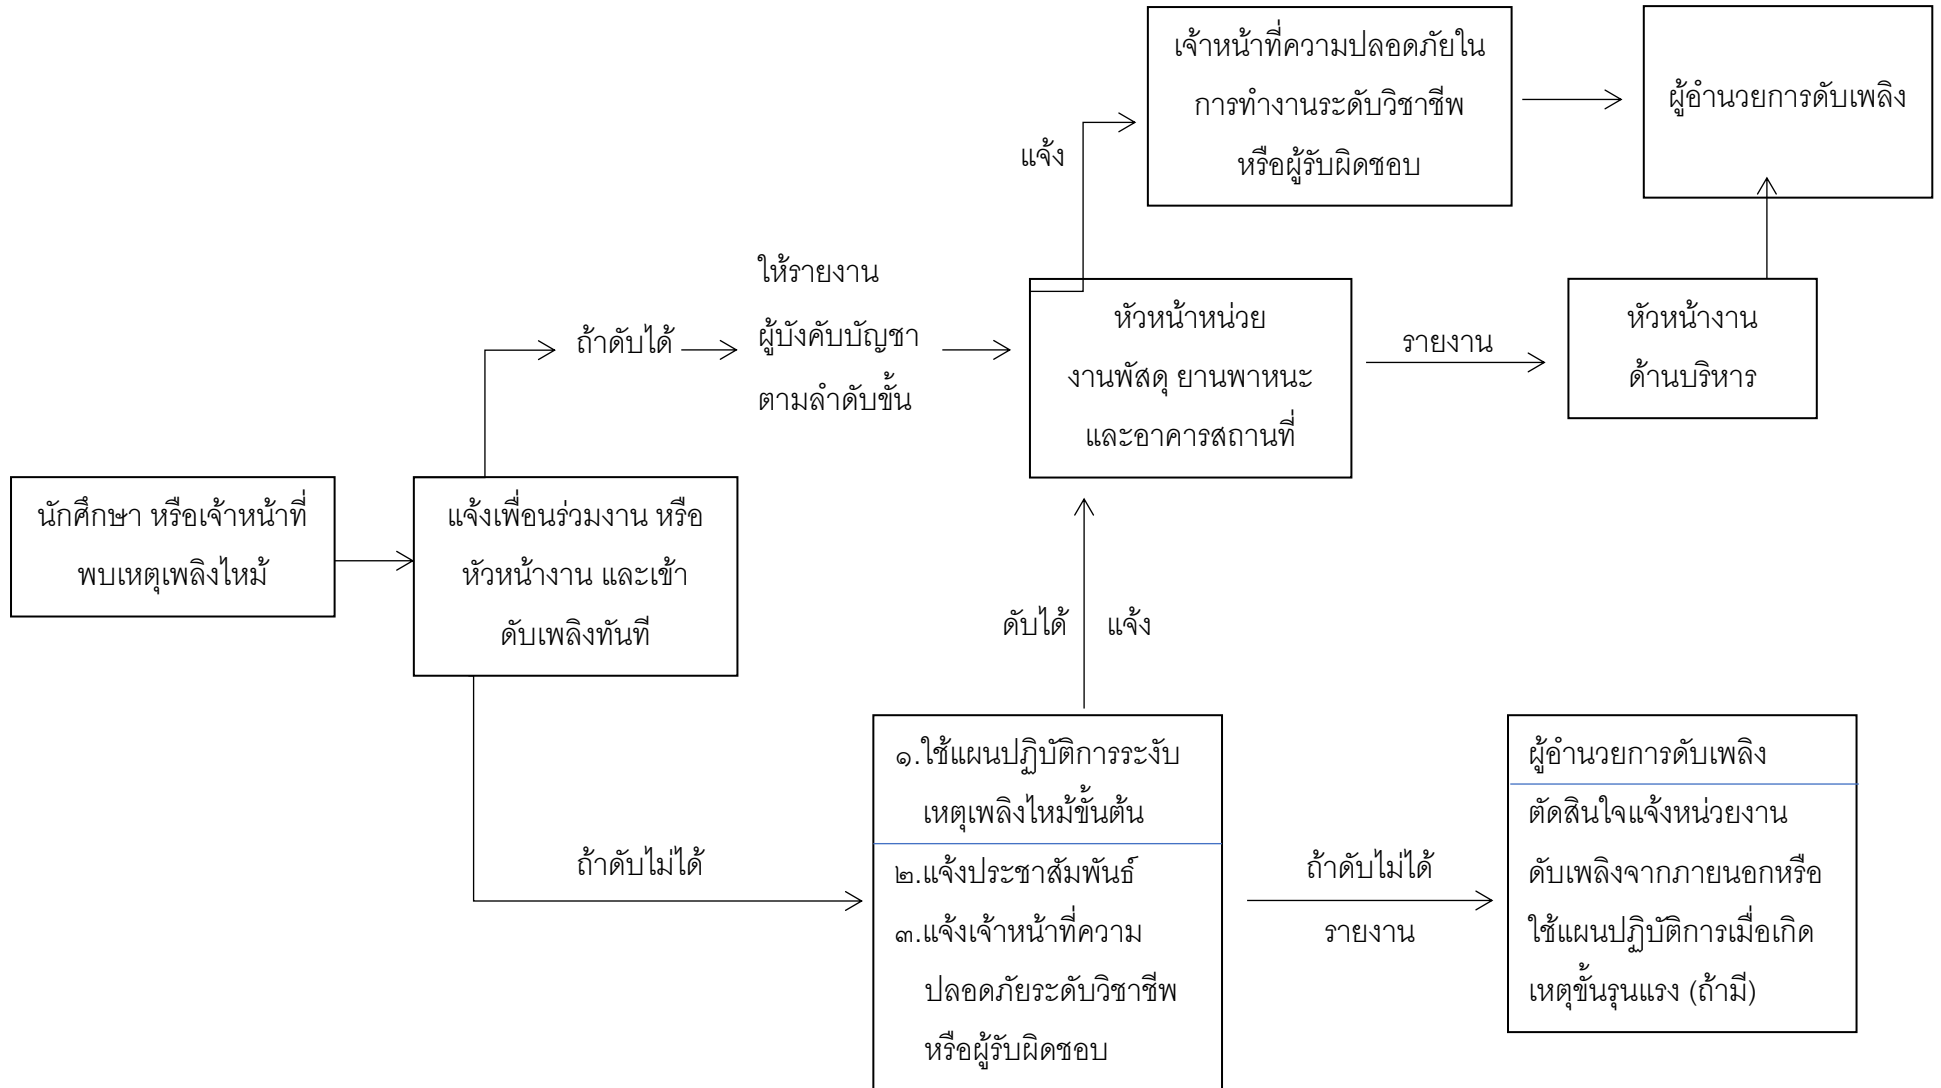 เจ้าหน้าที่ความปลอดภัยใน
การทำงานระดับวิชาชีพ
หรือผู้รับผิดชอบ
ผู้อำนวยการดับเพลิง
แจ้ง
ให้รายงาน
ผู้บังคับบัญชา
ตามลำดับขั้น
ถ้าดับได้
หัวหน้าหน่วย
งานพัสดุ ยานพาหนะ
และอาคารสถานที่
รายงาน
หัวหน้างาน
ด้านบริหาร
นักศึกษา หรือเจ้าหน้าที่
พบเหตุเพลิงไหม้
แจ้งเพื่อนร่วมงาน หรือ
หัวหน้างาน และเข้า
ดับเพลิงทันที
ดับได้
แจ้ง
ถ้าดับไม่ได้
๑.ใช้แผนปฏิบัติการระงับ
เหตุเพลิงไหม้ขั้นต้น
๒.แจ้งประชาสัมพันธ์
๓.แจ้งเจ้าหน้าที่ความ
ปลอดภัยระดับวิชาชีพ
หรือผู้รับผิดชอบ
ถ้าดับไม่ได้
รายงาน
ผู้อำนวยการดับเพลิง
ตัดสินใจแจ้งหน่วยงาน
ดับเพลิงจากภายนอกหรือ
ใช้แผนปฏิบัติการเมื่อเกิด
เหตุขั้นรุนแรง (ถ้ามี)